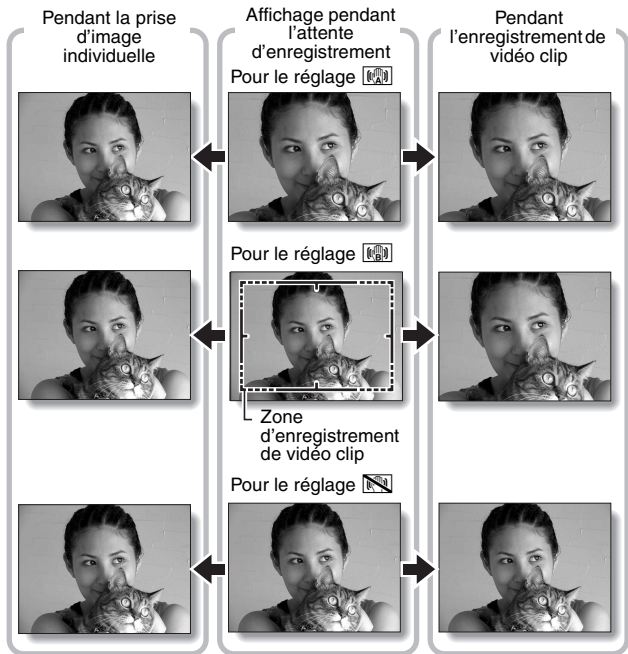 Pendant la prise
d'image
individuelle
Affichage pendant
l'attente
d'enregistrement
Pendant
l'enregistrement de
vidéo clip
Pour le réglage
Pour le réglage
Zone
d'enregistrement
de vidéo clip
Pour le réglage